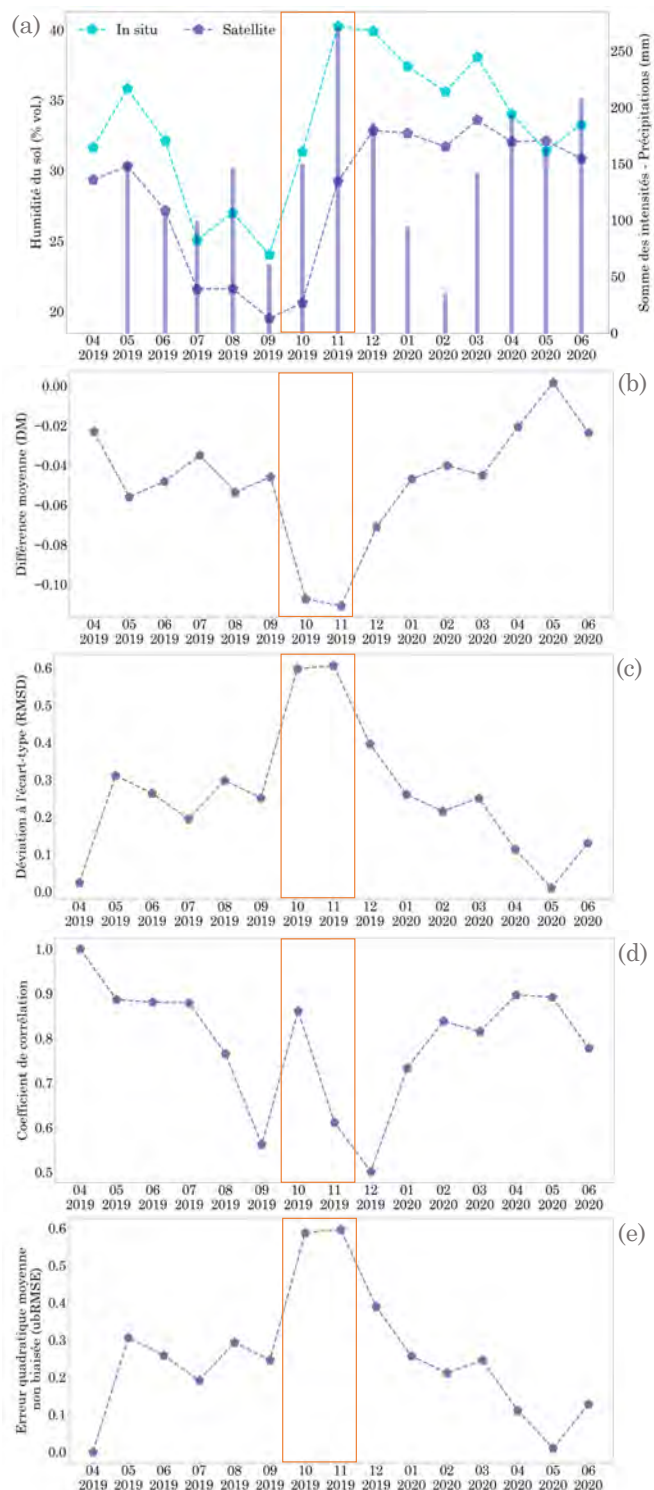 (a)
In situ
Satellite
Humidité du sol (% vol.)
40
35
30
25
20
Somme des intensités - Précipitations (mm)
250
200
150
100
50
0
04 05 06 07 08 09 10 11 12 01 02 03 04 05 06
2019 2019 2019 2019 2019 2019 2019 2019 2019 2020 2020 2020 2020 2020 2020
(b)
Différence moyenne (DM)
0.00
−0.02
−0.04
−0.06
−0.08
−0.10
04 05 06 07 08 09 10 11 12 01 02 03 04 05 06
2019 2019 2019 2019 2019 2019 2019 2019 2019 2020 2020 2020 2020 2020 2020
(c)
Déviation à l'écart-type (RMSD)
0.6
0.5
0.4
0.3
0.2
0.1
0.0
04 05 06 07 08 09 10 11 12 01 02 03 04 05 06
2019 2019 2019 2019 2019 2019 2019 2019 2019 2020 2020 2020 2020 2020 2020
(d)
Coefficient de corrélation
1.0
0.9
0.8
0.7
0.6
0.5
04 05 06 07 08 09 10 11 12 01 02 03 04 05 06
2019 2019 2019 2019 2019 2019 2019 2019 2019 2020 2020 2020 2020 2020 2020
(e)
Erreur quadratique moyenne
non biaisée (ubRMSE)
0.6
0.5
0.4
0.3
0.2
0.1
0.0
04 05 06 07 08 09 10 11 12 01 02 03 04 05 06
2019 2019 2019 2019 2019 2019 2019 2019 2019 2020 2020 2020 2020 2020 2020